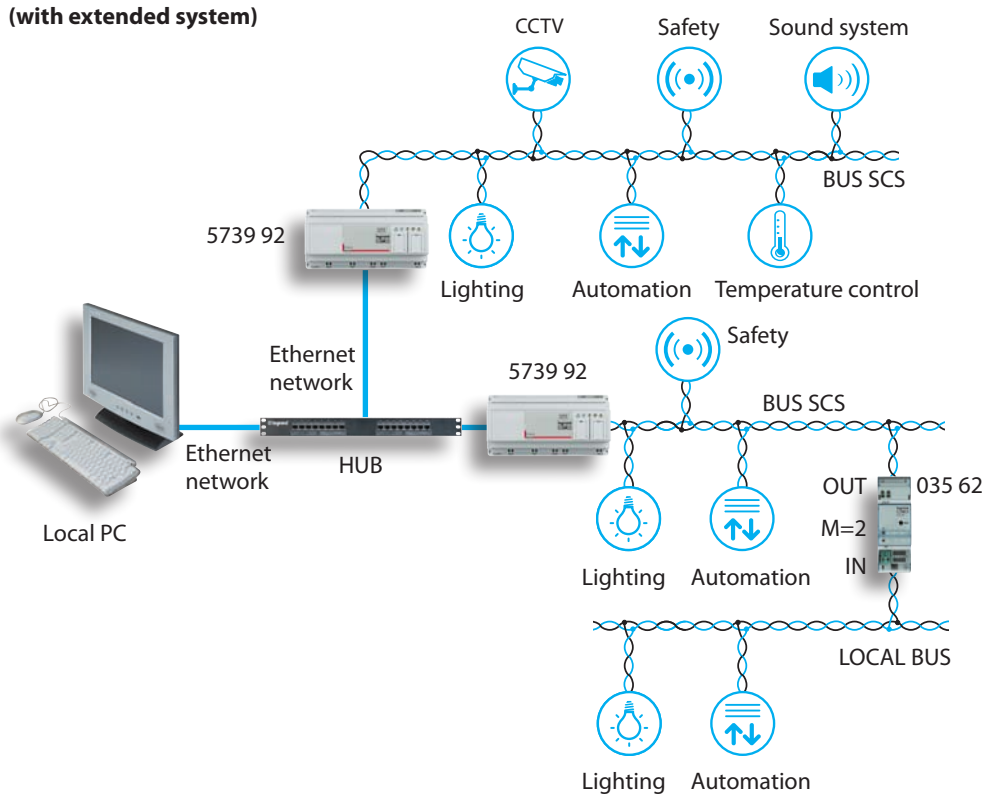 (with extended system)
CCTV
Safety
Sound system
BUS SCS
5739 92
Lighting
Automation
Temperature control
Safety
Ethernet
network
5739 92
BUS SCS
Ethernet
network
HUB
Local PC
OUT
035 62
M=2
IN
Lighting
Automation
LOCAL BUS
Lighting
Automation